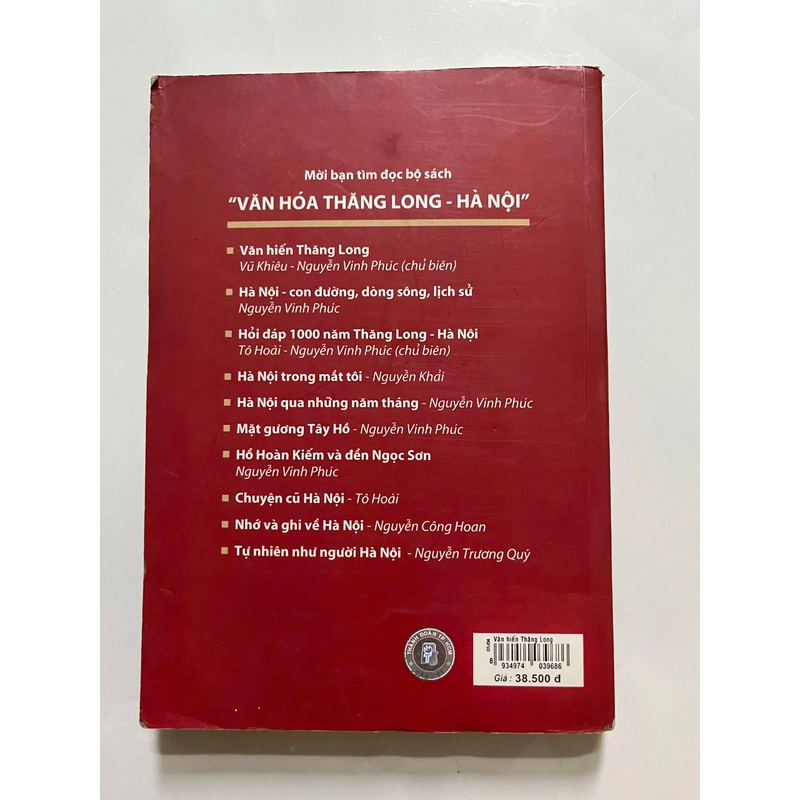 Mời bạn tìm đọc bộ sách
“VĂN HÓA THĂNG LONG - HÀ NỘI”
Văn hiến Thăng Long
Vũ Khiêu - Nguyễn Vinh Phúc (chủ biên)
Hà Nội - con đường, dòng sông, lịch sử
Nguyễn Vinh Phúc
Hỏi đáp 1000 năm Thăng Long - Hà Nội
Tô Hoài - Nguyễn Vinh Phúc (chủ biên)
Hà Nội trong mắt tôi - Nguyễn Khải
Hà Nội qua những năm tháng - Nguyễn Vinh Phúc
Mặt gương Tây Hồ - Nguyễn Vinh Phúc
Hồ Hoàn Kiếm và đền Ngọc Sơn
Nguyễn Vinh Phúc
Chuyện cũ Hà Nội - Tô Hoài
Nhớ và ghi về Hà Nội - Nguyễn Công Hoan
Tự nhiên như người Hà Nội - Nguyễn Trương Quý
THÀNH ĐOÀN TP. HCM
Văn hiến Thăng Long
8 934974 039686
Giá : 38.500 đ